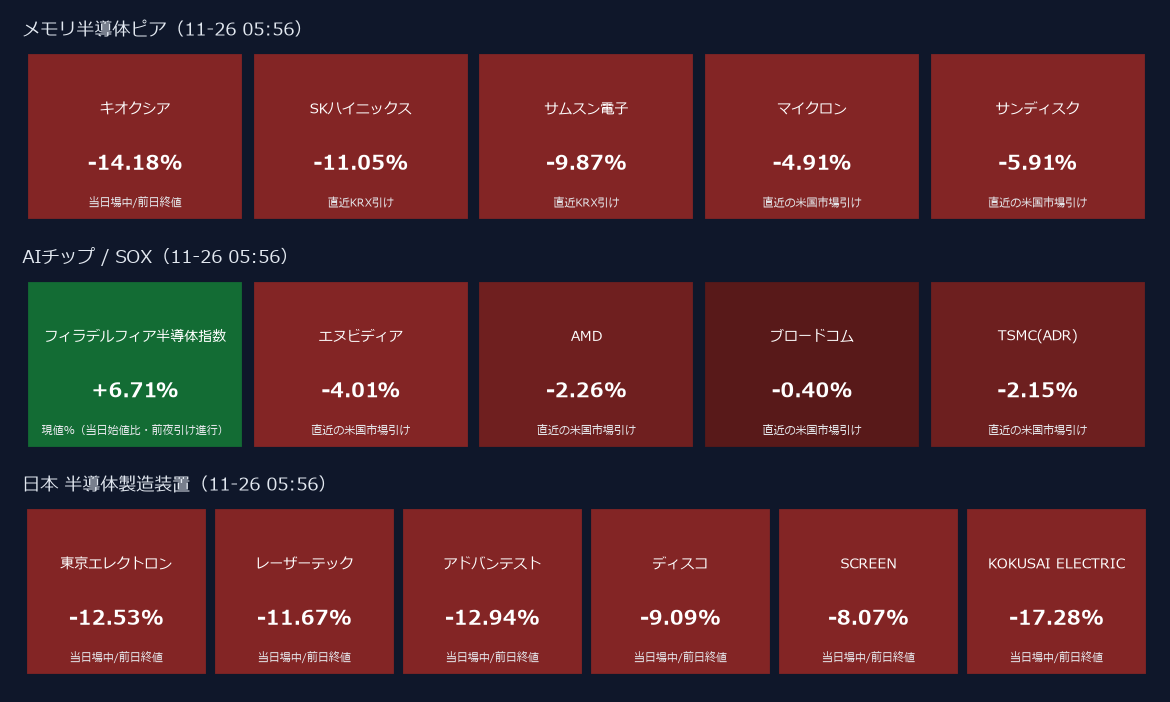 メモリ半導体ピア（11-26 05:56）
キオクシア
-14.18%
当日場中/前日終値
SKハイニックス
-11.05%
直近KRX引け
サムスン電子
-9.87%
直近KRX引け
マイクロン
-4.91%
直近の米国市場引け
サンディスク
-5.91%
直近の米国市場引け
AIチップ / SOX（11-26 05:56）
フィラデルフィア半導体指数
+6.71%
現値%（当日始値比・前夜引け進行）
エヌビディア
-4.01%
直近の米国市場引け
AMD
-2.26%
直近の米国市場引け
ブロードコム
-0.40%
直近の米国市場引け
TSMC(ADR)
-2.15%
直近の米国市場引け
日本 半導体製造装置（11-26 05:56）
東京エレクトロン
-12.53%
当日場中/前日終値
レーザーテック
-11.67%
当日場中/前日終値
アドバンテスト
-12.94%
当日場中/前日終値
ディスコ
-9.09%
当日場中/前日終値
SCREEN
-8.07%
当日場中/前日終値
KOKUSAI ELECTRIC
-17.28%
当日場中/前日終値